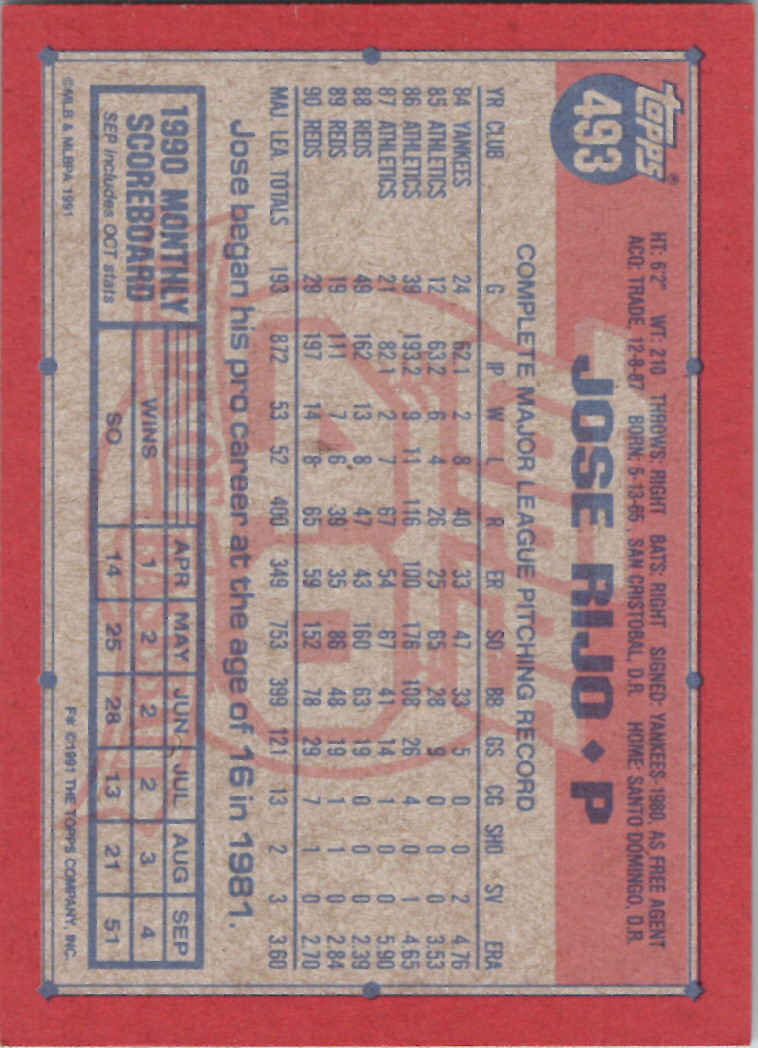 topps®
493
HT: 6'2" WT: 210 THROWS: RIGHT BATS: RIGHT SIGNED: YANKEES-1980, AS FREE AGENT
ACQ: TRADE, 12-8-87 BORN: 5-13-65, SAN CRISTOBAL, D.R. HOME: SANTO DOMINGO, D.R.
JOSE RIJO ♦ P
COMPLETE MAJOR LEAGUE PITCHING RECORD
YR CLUB G IP W L R ER SO BB GS CG SHO SV ERA
84 YANKEES 24 62.1 2 8 40 33 47 33 5 0 0 2 4.76
85 ATHLETICS 12 63.2 6 4 26 25 65 28 9 0 0 0 3.53
86 ATHLETICS 39 193.2 9 11 116 100 176 108 26 4 0 1 4.65
87 ATHLETICS 21 82.1 2 7 67 54 67 41 14 1 0 0 5.90
88 REDS 49 162 13 8 47 43 160 63 19 0 0 0 2.39
89 REDS 19 111 7 6 39 35 86 48 19 1 1 0 2.84
90 REDS 29 197 14 8 65 59 152 78 29 7 1 0 2.70
MAJ. LEA. TOTALS 193 872 53 52 400 349 753 399 121 13 2 3 3.60
Jose began his pro career at the age of 16 in 1981.
1990 MONTHLY
SCOREBOARD
SEP includes OCT stats
APR MAY JUN JUL AUG SEP
WINS 1 2 2 2 3 4
SO 14 25 28 13 21 51
©MLB & MLBPA 1991
F* ©1991 THE TOPPS COMPANY, INC.